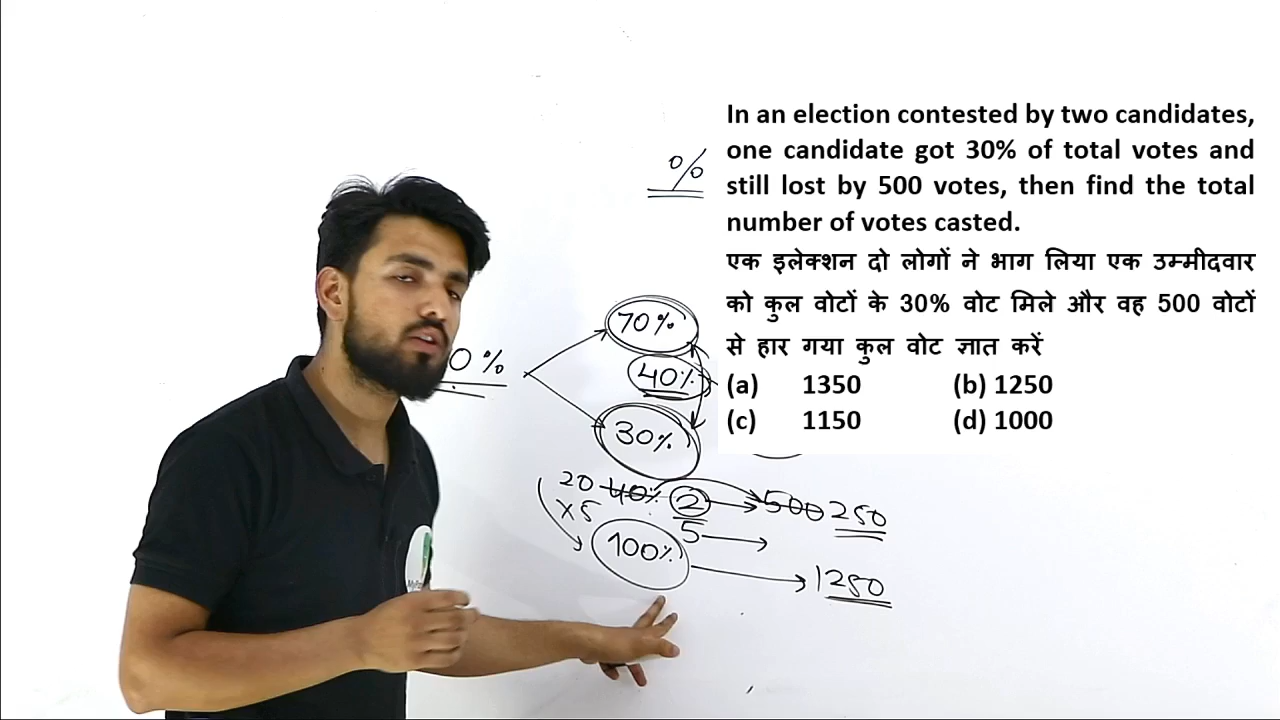 %
In an election contested by two candidates,
one candidate got 30% of total votes and
still lost by 500 votes, then find the total
number of votes casted.
एक इलेक्शन दो लोगों ने भाग लिया एक उम्मीदवार
को कुल वोटों के 30% वोट मिले और वह 500 वोटों
से हार गया कुल वोट ज्ञात करें
(a) 1350 (b) 1250
(c) 1150 (d) 1000
70%
0%
40%
30%
20 40% 2 500 250
x5 5
100% 1250